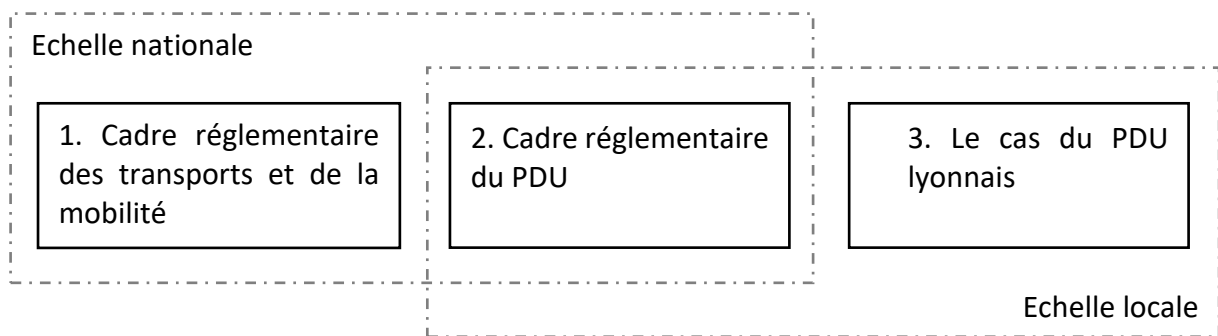 Echelle nationale
1. Cadre réglementaire
des transports et de la
mobilité
2. Cadre réglementaire
du PDU
3. Le cas du PDU
lyonnais
Echelle locale